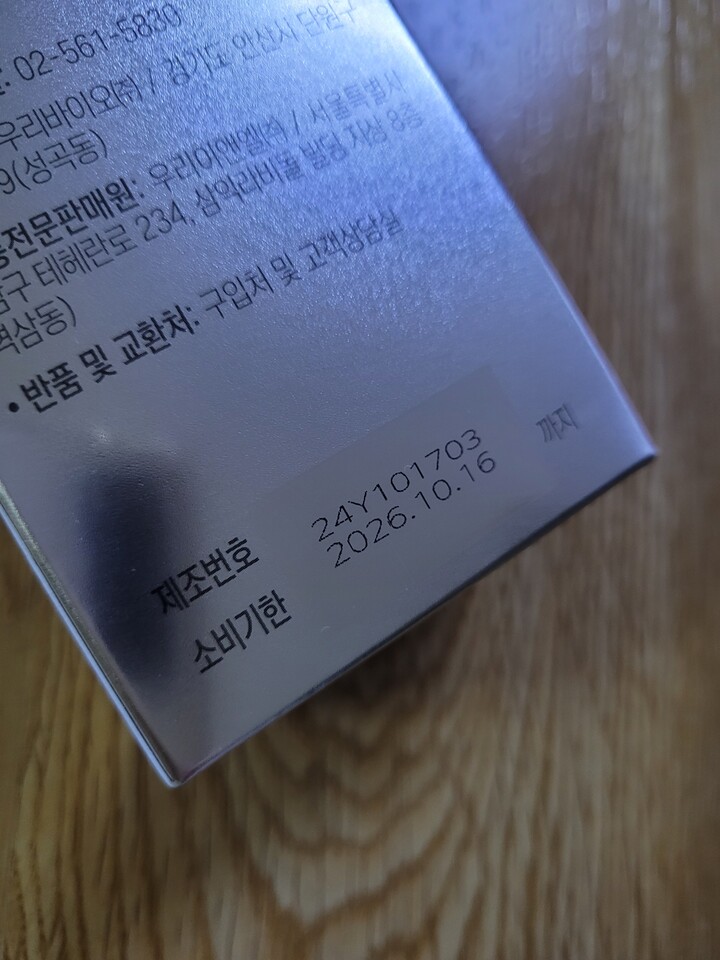 : 02-561-5830
우리바이오㈜ / 경기도 안산시 단원구
9(성곡동)
전문판매원: 우리이앤엘㈜ / 서울특별시
구 테헤란로 234, 삼익라비돌 빌딩 지상 8층
역삼동)
• 반품 및 교환처: 구입처 및 고객상담실
제조번호 24Y101703
소비기한 2026.10.16 까지